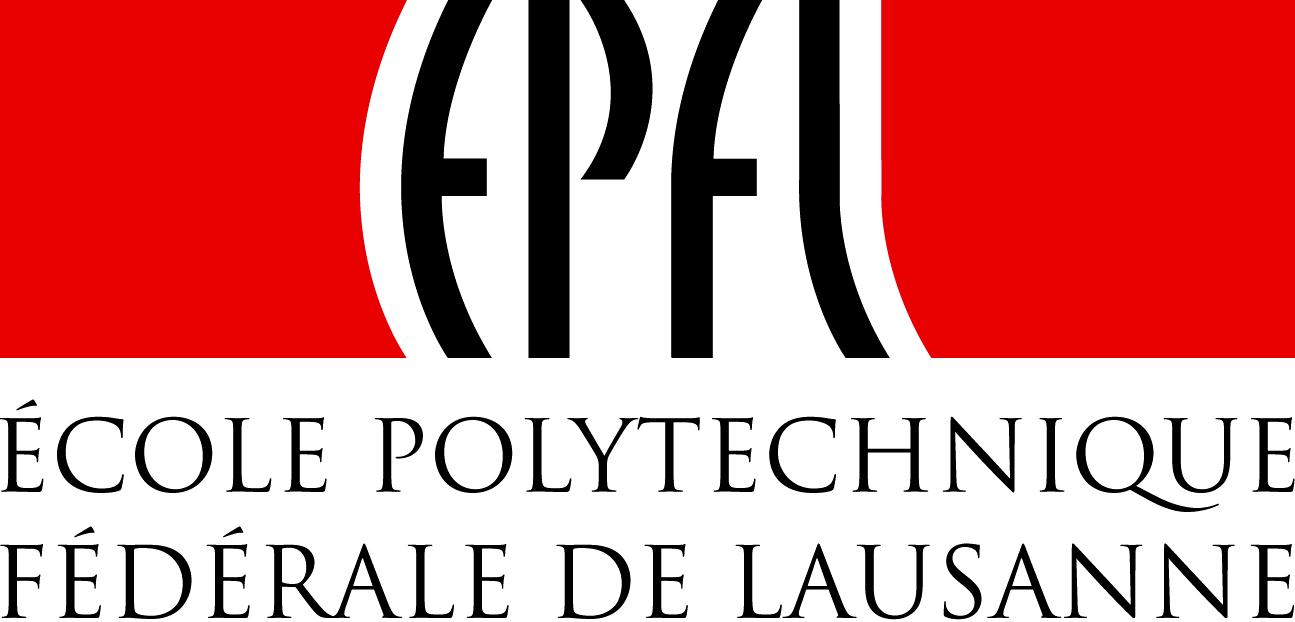 EPFL
ÉCOLE POLYTECHNIQUE
FÉDÉRALE DE LAUSANNE